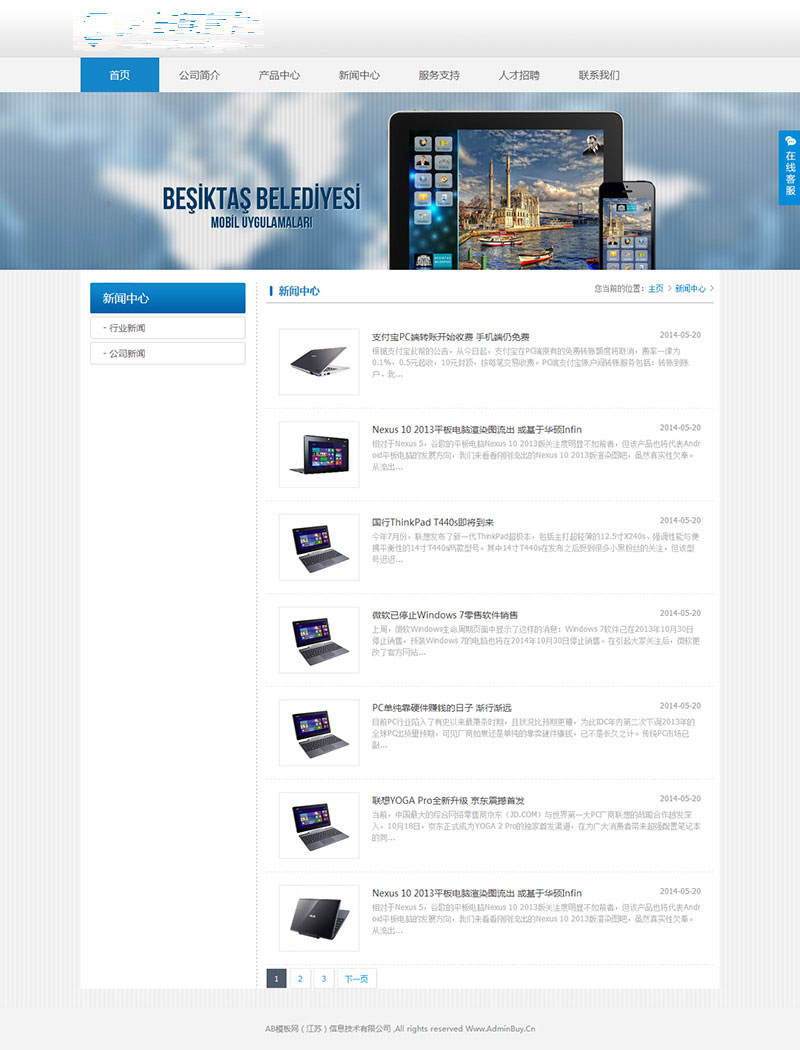 首页 公司简介 产品中心 新闻中心 服务支持 人才招聘 联系我们
BEŞİKTAŞ BELEDİYESİ
MOBİL UYGULAMALARI
在线客服
新闻中心
- 行业新闻
- 公司新闻
新闻中心 您当前的位置：主页 > 新闻中心 >
支付宝PC端转账开始收费 手机端仍免费 2014-05-20
根据支付宝此前的公告，从今日起，支付宝在PC端原有的免费转账额度将取消，费率一律为
0.1%，0.5元起收，10元封顶，按每笔交易收费。PC端支付宝账户间转账服务包括：转账到账
户，我...
Nexus 10 2013平板电脑渲染图流出 或基于华硕Infin 2014-05-20
相对于Nexus 5，谷歌的平板电脑Nexus 10 2013版关注度明显不如前者，但该产品也将代表Andr
oid平板电脑的发展方向，我们来看看刚刚流出的Nexus 10 2013版渲染图吧，虽然真实性欠奉。
从流出...
国行ThinkPad T440s即将到来 2014-05-20
今年7月份，联想发布了新一代ThinkPad超极本，包括主打超轻薄的12.5寸X240s，强调性能与便
携平衡性的14寸T440s两款型号。其中14寸T440s在发布之后受到很多小黑粉丝的关注，但该型
号迟迟...
微软已停止Windows 7零售软件销售 2014-05-20
上周，微软Windows生命周期页面中显示了这样的消息：Windows 7软件已在2013年10月30日
停止销售，预装Windows 7的电脑也将在2014年10月30日停止销售。在引起大家关注后，微软更
改了官方网站...
PC单纯靠硬件赚钱的日子 渐行渐远 2014-05-20
目前PC行业陷入了有史以来最萧条时期，且状况比预期更糟，为此IDC年内第二次下调2013年的
全球PC出货量预期，可见厂商如果还是单纯的靠卖硬件赚钱，已不是长久之计。传统PC市场已
副...
联想YOGA Pro全新升级 京东震撼首发 2014-05-20
当前，中国最大的综合网络零售商京东（JD.COM）与世界第一大PC厂商联想的战略合作越发深
入，10月18日，京东正式成为YOGA 2 Pro的独家首发渠道，在为广大消费者带来超强配置笔记本
的同...
Nexus 10 2013平板电脑渲染图流出 或基于华硕Infin 2014-05-20
相对于Nexus 5，谷歌的平板电脑Nexus 10 2013版关注度明显不如前者，但该产品也将代表Andr
oid平板电脑的发展方向，我们来看看刚刚流出的Nexus 10 2013版渲染图吧，虽然真实性欠奉。
从流出...
1 2 3 下一页
AB模板网（江苏）信息技术有限公司 ,All rights reserved Www.AdminBuy.Cn